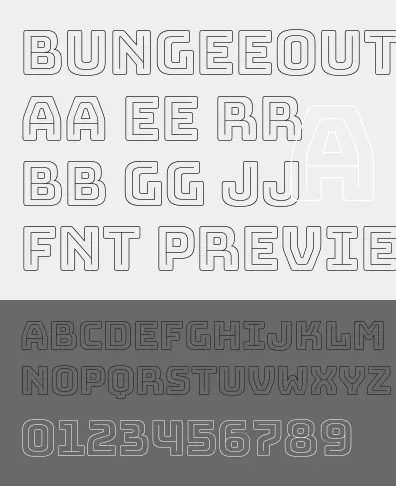 BUNGEEOUT
AA EE RR
A
BB GG JJ
FNT PREVIE
ABCDEFGHIJKLM
NOPQRSTUVWXYZ
0123456789